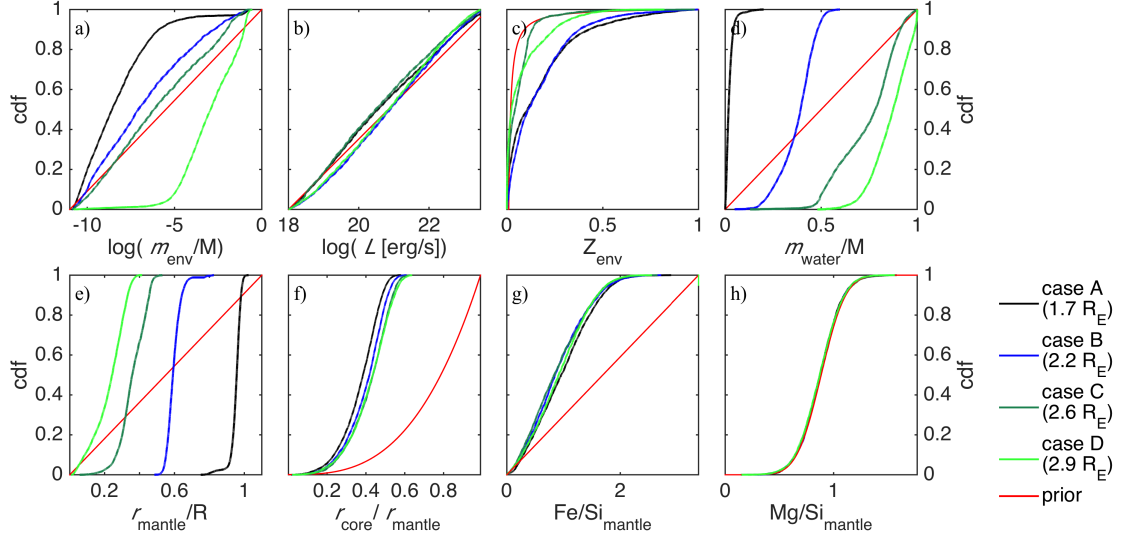 a) b) c) d)
cdf
1
0.8
0.6
0.4
0.2
0
-10 -5 0
log( m_env/M)
18 20 22
log( L [erg/s])
0 0.5 1
Z_env
0 0.5 1
m_water/M
1
0.8
0.6
0.4
0.2
0
cdf
e) f) g) h)
cdf
1
0.8
0.6
0.4
0.2
0
0.2 0.6 1
r_mantle/R
0.2 0.4 0.6 0.8
r_core/ r_mantle
0 2
Fe/Si_mantle
0 1
Mg/Si_mantle
1
0.8
0.6
0.4
0.2
0
cdf
case A
(1.7 R_E)
case B
(2.2 R_E)
case C
(2.6 R_E)
case D
(2.9 R_E)
prior